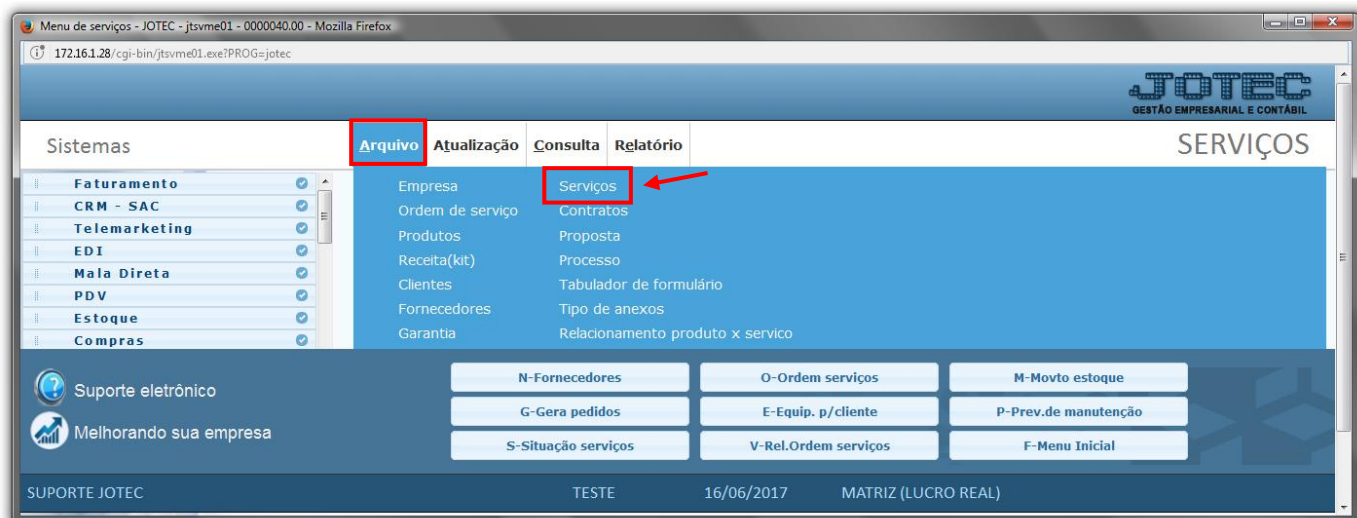 Menu de serviços - JOTEC - jtsvme01 - 0000040.00 - Mozilla Firefox
172.16.1.28/cgi-bin/jtsvme01.exe?PROG=jotec
JOTEC
GESTÃO EMPRESARIAL E CONTÁBIL
Sistemas
Arquivo Atualização Consulta Relatório
SERVIÇOS
Faturamento
CRM - SAC
Telemarketing
EDI
Mala Direta
PDV
Estoque
Compras
Empresa
Ordem de serviço
Produtos
Receita(kit)
Clientes
Fornecedores
Garantia
Serviços
Contratos
Proposta
Processo
Tabulador de formulário
Tipo de anexos
Relacionamento produto x servico
Suporte eletrônico
Melhorando sua empresa
N-Fornecedores O-Ordem serviços M-Movto estoque
G-Gera pedidos E-Equip. p/cliente P-Prev.de manutenção
S-Situação serviços V-Rel.Ordem serviços F-Menu Inicial
SUPORTE JOTEC TESTE 16/06/2017 MATRIZ (LUCRO REAL)